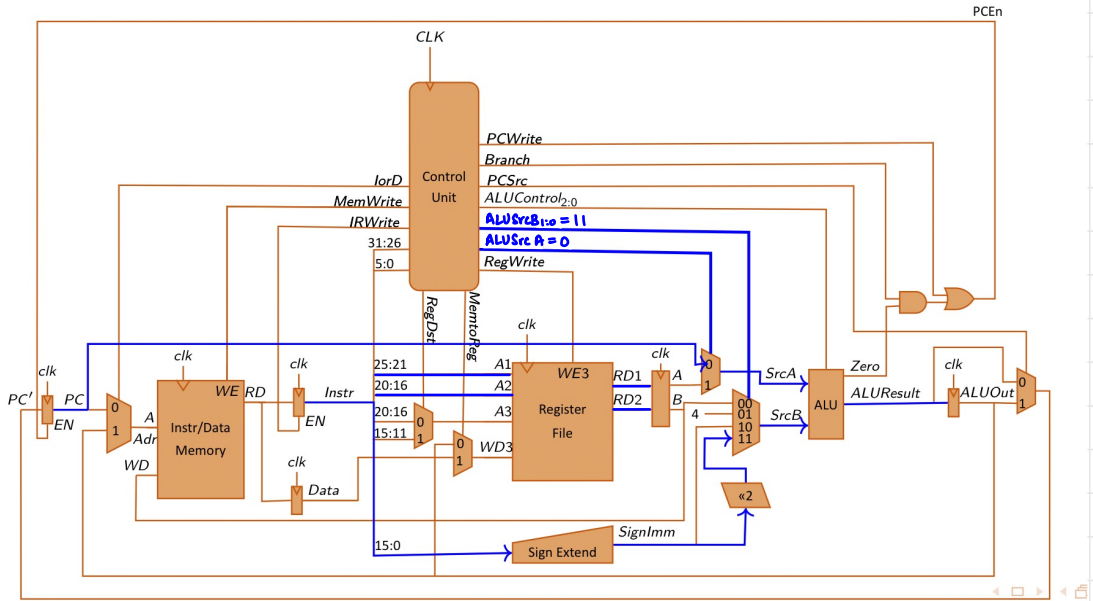 PCEn
CLK
Control
Unit
PCWrite
Branch
PCSrc
ALUControl2:0
ALUSrcB1:0 = 11
ALUSrc A = 0
RegWrite
IorD
MemWrite
IRWrite
31:26
5:0
RegDst
MemtoReg
clk
PC′
PC
EN
0
1
A
Adr
WD
clk
WE
RD
Instr/Data
Memory
clk
Instr
EN
clk
Data
25:21
20:16
20:16
15:11
15:0
0
1
0
1
clk
A1
A2
A3
WD3
WE3
Register
File
RD1
RD2
clk
A
B
0
1
4
00
01
10
11
SrcA
SrcB
ALU
Zero
ALUResult
clk
ALUOut
0
1
«2
SignImm
Sign Extend